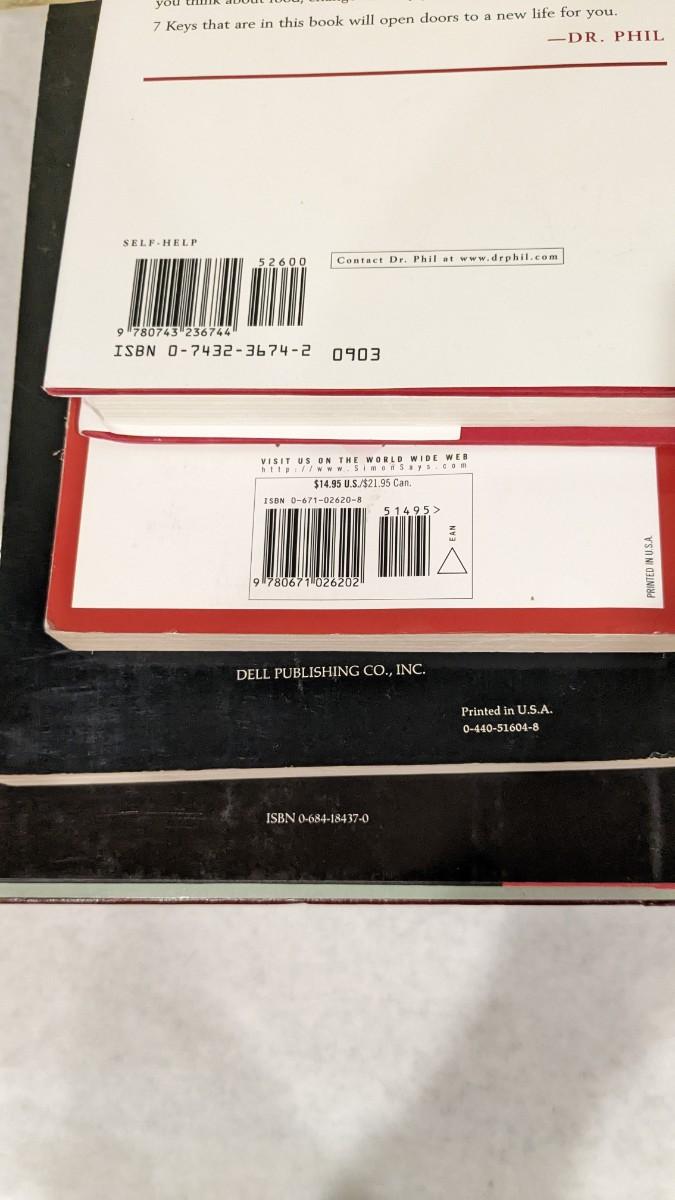 you think about food,
7 Keys that are in this book will open doors to a new life for you.
—DR. PHIL
SELF-HELP
52600
Contact Dr. Phil at www.drphil.com
9 780743 236744
ISBN 0-7432-3674-2 0903
VISIT US ON THE WORLD WIDE WEB
http://www.SimonSays.com
$14.95 U.S./$21.95 Can.
ISBN 0-671-02620-8
51495>
EAN
9 780671 026202
PRINTED IN U.S.A.
DELL PUBLISHING CO., INC.
Printed in U.S.A.
0-440-51604-8
ISBN 0-684-18437-0